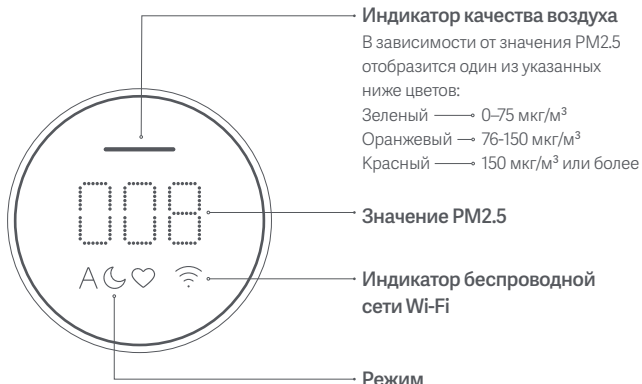 Индикатор качества воздуха
В зависимости от значения PM2.5
отобразится один из указанных
ниже цветов:
Зеленый 0–75 мкг/м³
Оранжевый 76-150 мкг/м³
Красный 150 мкг/м³ или более
008
Значение PM2.5
A
Индикатор беспроводной
сети Wi-Fi
Режим